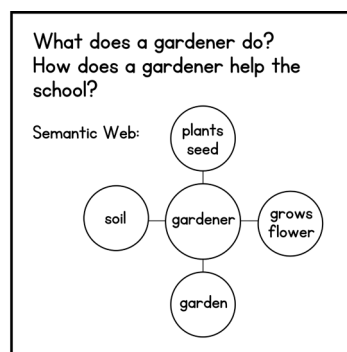 What does a gardener do?
How does a gardener help the
school?
Semantic Web:
plants
seed
soil
gardener
grows
flower
garden